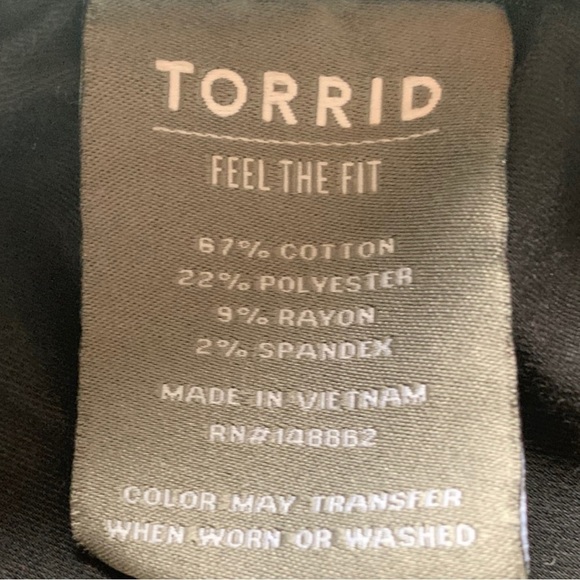 TORRID
FEEL THE FIT
67% COTTON
22% POLYESTER
9% RAYON
2% SPANDEX
MADE IN VIETNAM
RN#148862
COLOR MAY TRANSFER
WHEN WORN OR WASHED